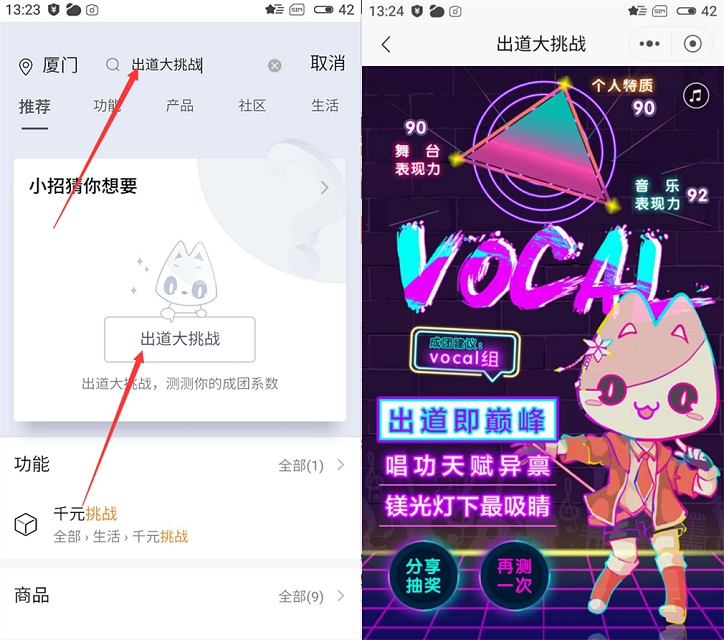 13:23
SIM
42
厦门
出道大挑战
取消
推荐
功能
产品
社区
生活
小招猜你想要
出道大挑战
出道大挑战，测测你的成团系数
功能
全部(1)
千元挑战
全部 › 生活 › 千元挑战
商品
全部(9)
13:24
SIM
42
出道大挑战
个人特质
90
90
舞 台
表现力
音 乐
表现力
92
VOCAL
成团建议：
vocal组
出道即巅峰
唱功天赋异禀
镁光灯下最吸睛
分享
抽奖
再测
一次